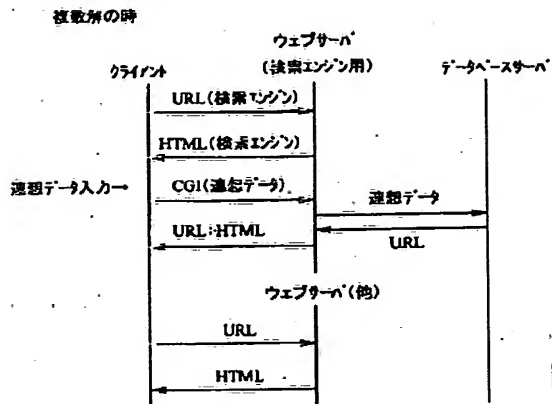 複数解の時
ウェブサーバ
(検索エンジン用)
クライアント
データベースサーバ
URL(検索エンジン)
HTML(検索エンジン)
連想データ入力→
CGI(連想データ)
連想データ
URL:HTML
URL
ウェブサーバ(他)
URL
HTML